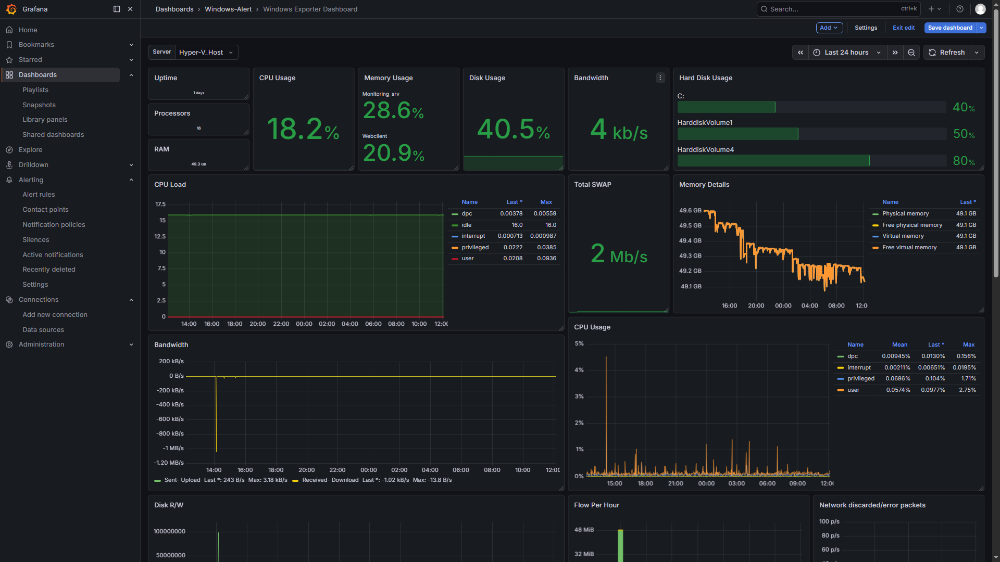 Grafana
Dashboards › Windows-Alert › Windows Exporter Dashboard
Search...
ctrl+k
Add
Settings
Exit edit
Save dashboard
Home
Bookmarks
Starred
Dashboards
Playlists
Snapshots
Library panels
Shared dashboards
Explore
Drilldown
Alerting
Alert rules
Contact points
Notification policies
Silences
Active notifications
Recently deleted
Settings
Connections
Add new connection
Data sources
Administration
Server
Hyper-V_Host
Last 24 hours
Refresh
Uptime
1 days
Processors
16
RAM
49.3 GB
CPU Usage
18.2%
Memory Usage
Monitoring_srv
28.6%
Webclient
20.9%
Disk Usage
40.5%
Bandwidth
4 kb/s
Hard Disk Usage
C:
40%
HarddiskVolume1
50%
HarddiskVolume4
80%
CPU Load
17.5
15
12.5
10
7.5
5
2.5
0
14:00 16:00 18:00 20:00 22:00 00:00 02:00 04:00 06:00 08:00 10:00 12:00
Name Last * Max
dpc 0.00378 0.00559
idle 16.0 16.0
interrupt 0.000713 0.000987
privileged 0.0222 0.0385
user 0.0208 0.0936
Total SWAP
2 Mb/s
Memory Details
49.6 GB
49.5 GB
49.4 GB
49.3 GB
49.2 GB
49.1 GB
16:00 20:00 00:00 04:00 08:00 12:0
Name Last *
Physical memory 49.1 GB
Free physical memory 49.1 GB
Virtual memory 49.1 GB
Free virtual memory 49.1 GB
Bandwidth
200 kB/s
0 B/s
-200 kB/s
-400 kB/s
-600 kB/s
-800 kB/s
-1 MB/s
-1.20 MB/s
14:00 16:00 18:00 20:00 22:00 00:00 02:00 04:00 06:00 08:00 10:00 12:00
Sent- Upload Last *: 243 B/s Max: 3.18 kB/s Received- Download Last *: -1.02 kB/s Max: -13.8 B/s
CPU Usage
5%
4%
3%
2%
1%
0%
15:00 18:00 21:00 00:00 03:00 06:00 09:00 12:00
Name Mean Last * Max
dpc 0.00945% 0.0130% 0.156%
interrupt 0.00211% 0.00651% 0.0195%
privileged 0.0686% 0.104% 1.71%
user 0.0574% 0.0977% 2.75%
Disk R/W
100000000
50000000
Flow Per Hour
48 MiB
32 MiB
Network discarded/error packets
100 p/s
80 p/s
60 p/s